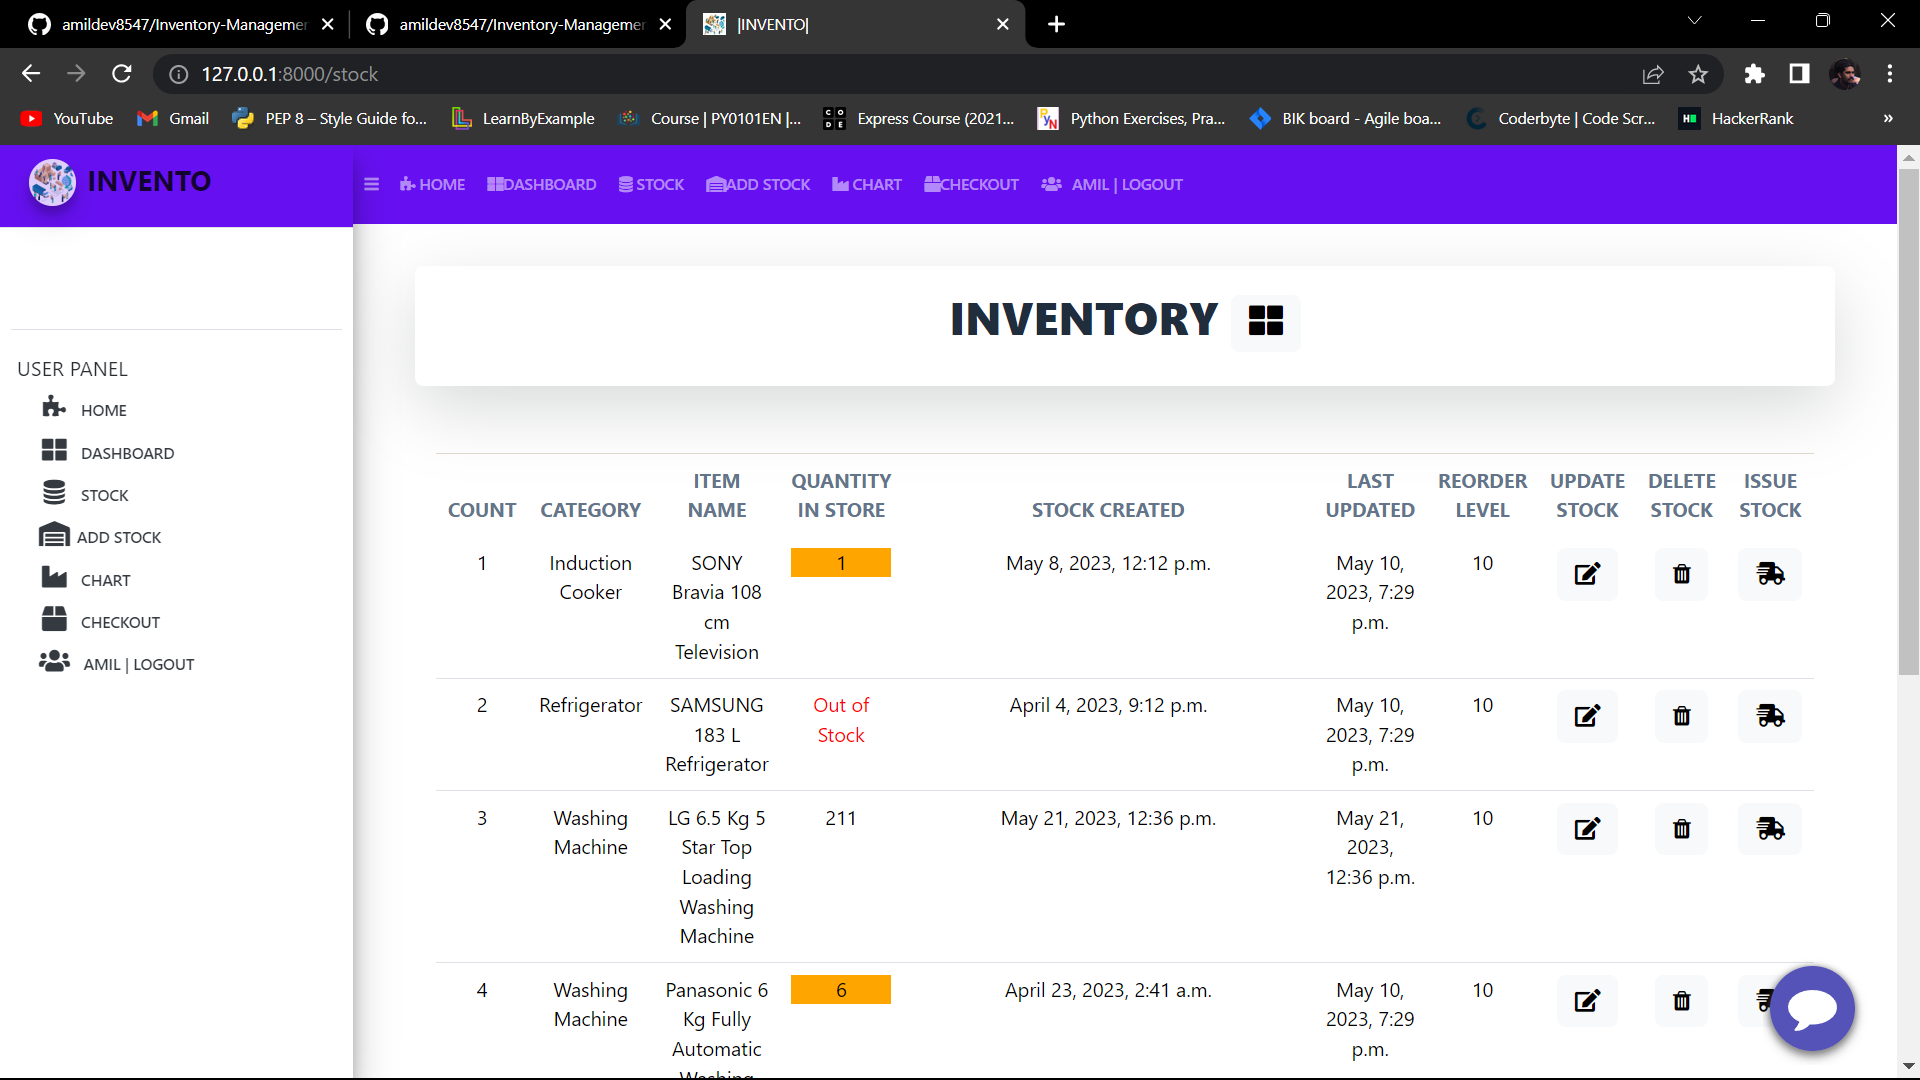 amildev8547/Inventory-Manageme
amildev8547/Inventory-Manageme
|INVENTO|
127.0.0.1:8000/stock
YouTube
Gmail
PEP 8 – Style Guide fo...
LearnByExample
Course | PY0101EN |...
CODE
Express Course (2021...
Python Exercises, Pra...
BIK board - Agile boa...
Coderbyte | Code Scr...
HackerRank
»
INVENTO
HOME
DASHBOARD
STOCK
ADD STOCK
CHART
CHECKOUT
AMIL | LOGOUT
USER PANEL
HOME
DASHBOARD
STOCK
ADD STOCK
CHART
CHECKOUT
AMIL | LOGOUT
INVENTORY
COUNT
CATEGORY
ITEM
NAME
QUANTITY
IN STORE
STOCK CREATED
LAST
UPDATED
REORDER
LEVEL
UPDATE
STOCK
DELETE
STOCK
ISSUE
STOCK
1
Induction
Cooker
SONY
Bravia 108
cm
Television
1
May 8, 2023, 12:12 p.m.
May 10,
2023, 7:29
p.m.
10
2
Refrigerator
SAMSUNG
183 L
Refrigerator
Out of
Stock
April 4, 2023, 9:12 p.m.
May 10,
2023, 7:29
p.m.
10
3
Washing
Machine
LG 6.5 Kg 5
Star Top
Loading
Washing
Machine
211
May 21, 2023, 12:36 p.m.
May 21,
2023,
12:36 p.m.
10
4
Washing
Machine
Panasonic 6
Kg Fully
Automatic
Washing
6
April 23, 2023, 2:41 a.m.
May 10,
2023, 7:29
p.m.
10